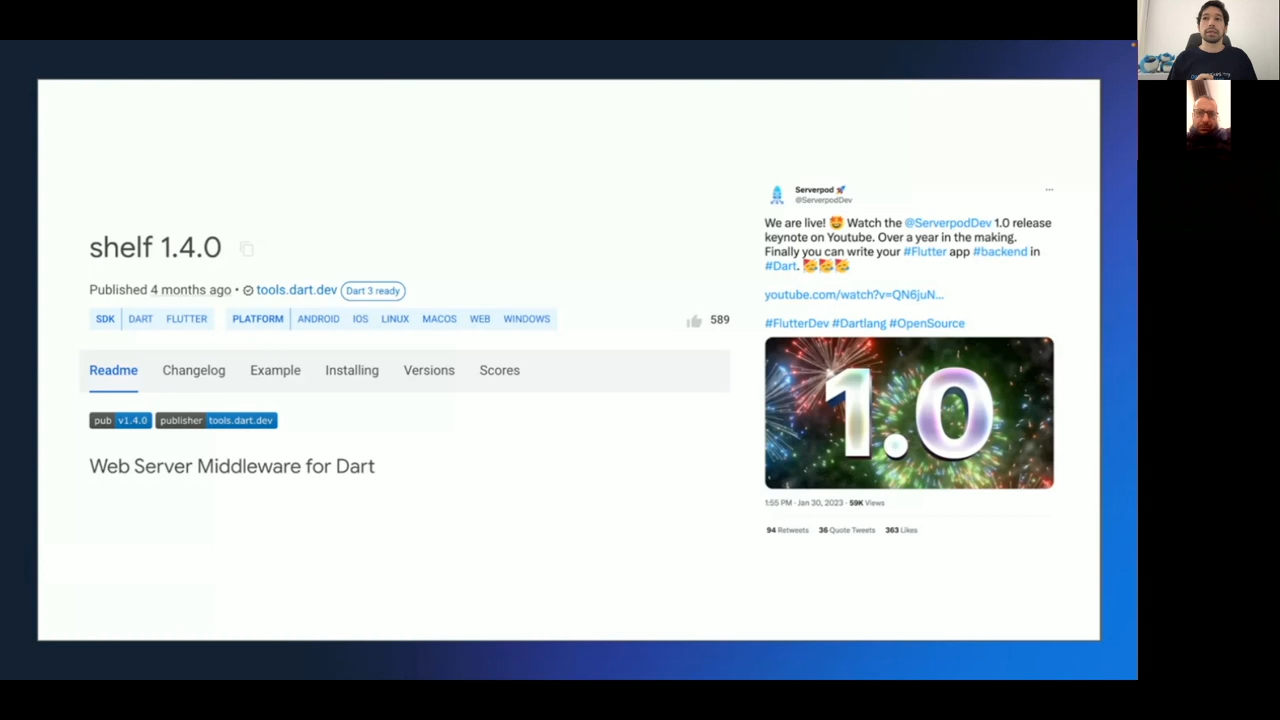 shelf 1.4.0
Published 4 months ago • tools.dart.dev Dart 3 ready
SDK DART FLUTTER PLATFORM ANDROID IOS LINUX MACOS WEB WINDOWS
589
Readme Changelog Example Installing Versions Scores
pub v1.4.0 publisher tools.dart.dev
Web Server Middleware for Dart
Serverpod 🚀
@ServerpodDev
We are live! 🤩 Watch the @ServerpodDev 1.0 release
keynote on Youtube. Over a year in the making.
Finally you can write your #Flutter app #backend in
#Dart. 🥳🥳🥳
youtube.com/watch?v=QN6juN...
#FlutterDev #Dartlang #OpenSource
1.0
1:55 PM · Jan 30, 2023 · 59K Views
94 Retweets 36 Quote Tweets 363 Likes